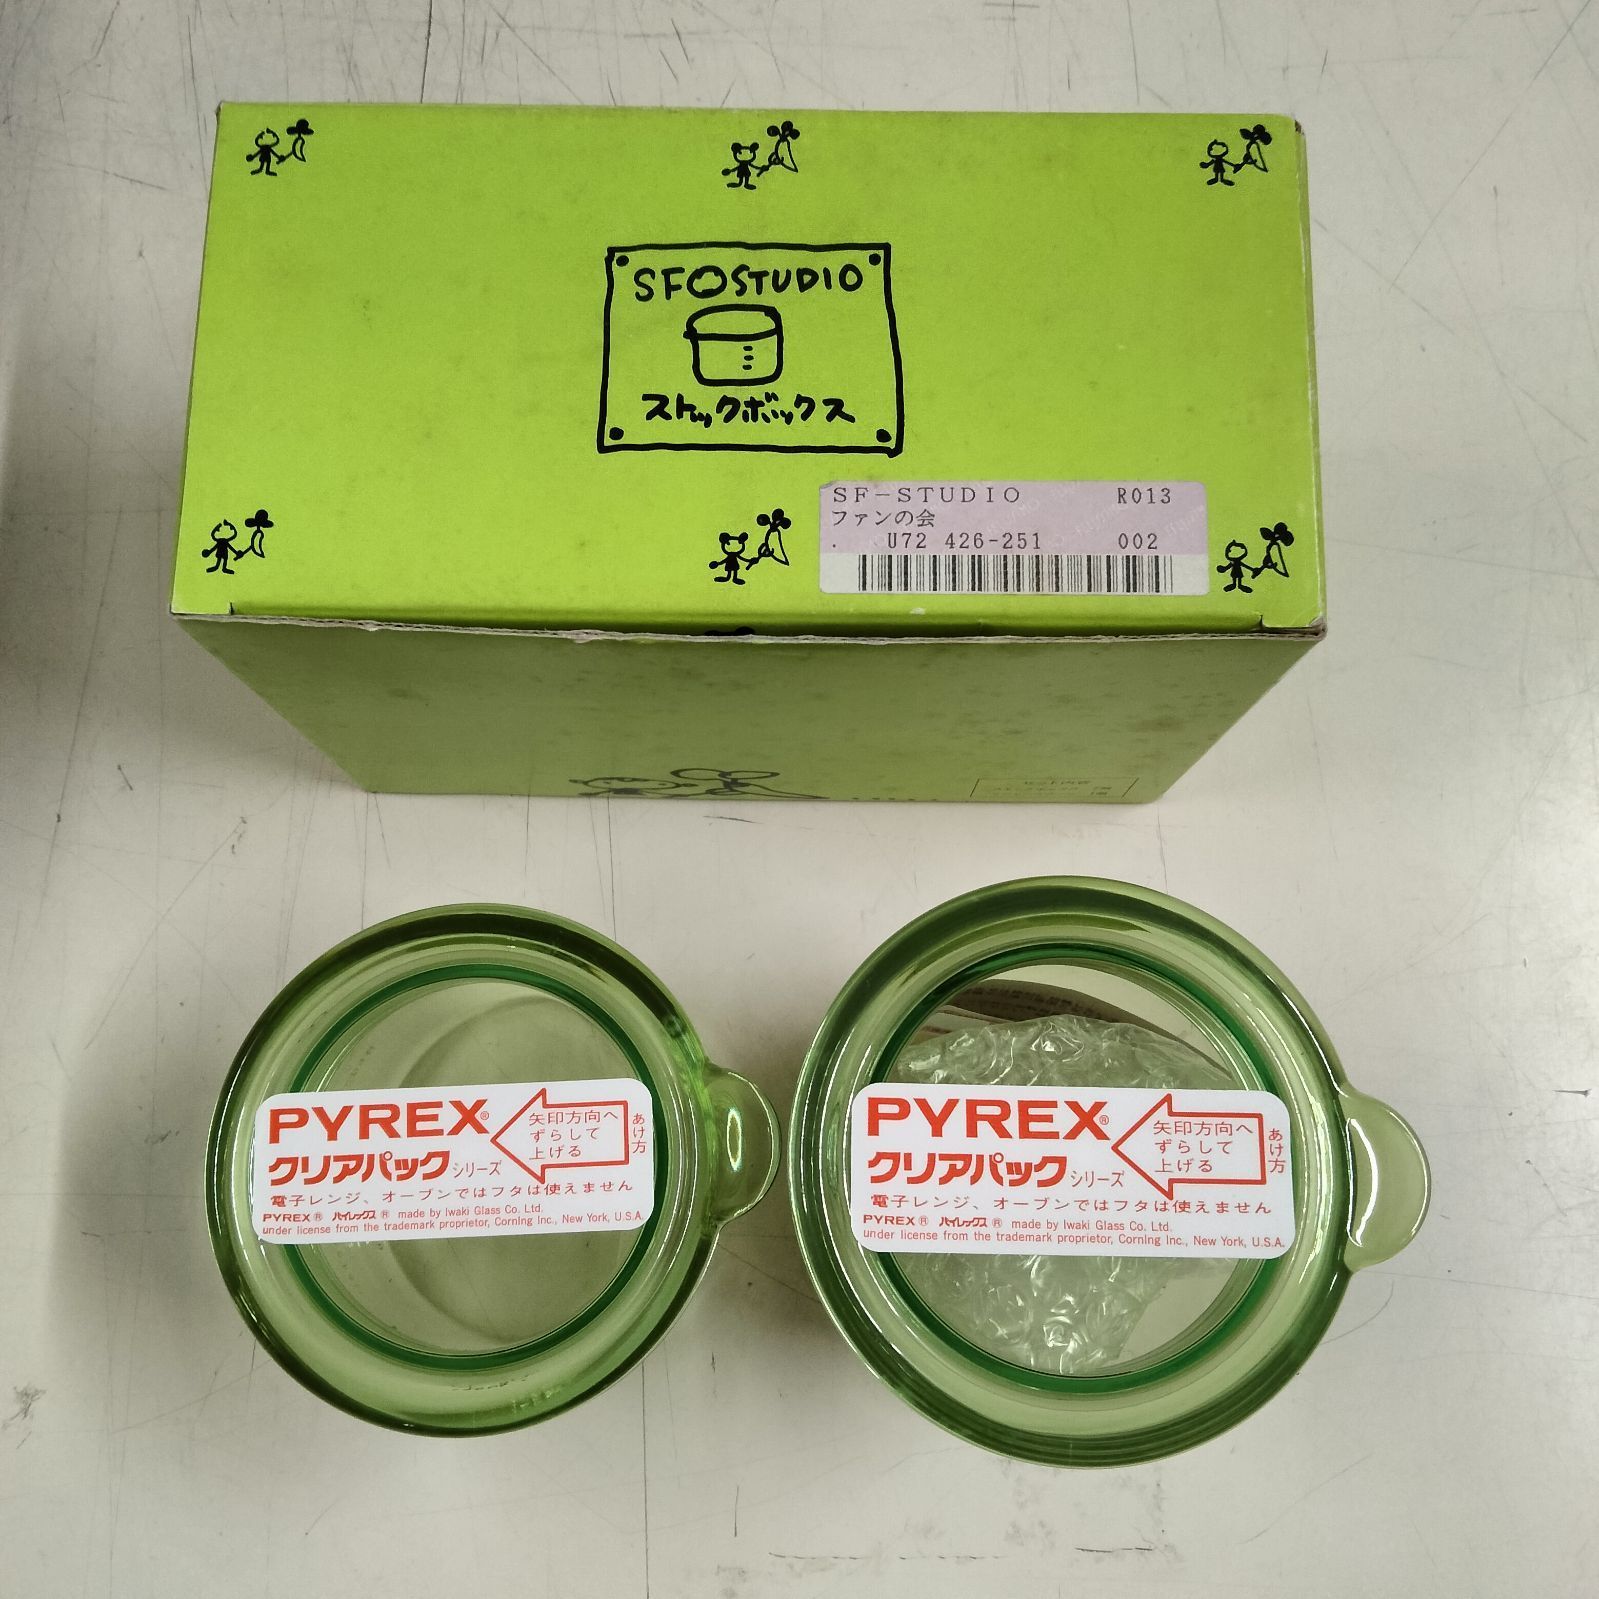 SFOSTUDIO
ストックボックス
SF-STUDIO R013
ファンの会
. U72 426-251 002
PYREX®
クリアパックシリーズ
矢印方向へ
ずらして
上げる
あけ方
電子レンジ、オーブンではフタは使えません
PYREX® パイレックス® made by Iwaki Glass Co. Ltd.
under license from the trademark proprietor, Corning Inc., New York, U.S.A.
PYREX®
クリアパックシリーズ
矢印方向へ
ずらして
上げる
あけ方
電子レンジ、オーブンではフタは使えません
PYREX® パイレックス® made by Iwaki Glass Co. Ltd.
under license from the trademark proprietor, Corning Inc., New York, U.S.A.